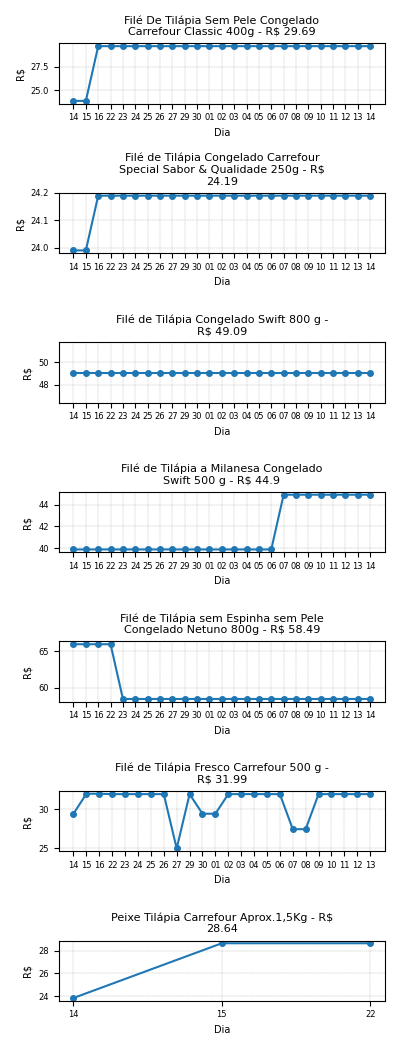 Filé De Tilápia Sem Pele Congelado
Carrefour Classic 400g - R$ 29.69
27.5
25.0
R$
14 15 16 22 23 24 25 26 27 29 30 01 02 03 04 05 06 07 08 09 10 11 12 13 14
Dia
Filé de Tilápia Congelado Carrefour
Special Sabor & Qualidade 250g - R$
24.19
24.2
24.1
24.0
R$
14 15 16 22 23 24 25 26 27 29 30 01 02 03 04 05 06 07 08 09 10 11 12 13 14
Dia
Filé de Tilápia Congelado Swift 800 g -
R$ 49.09
50
48
R$
14 15 16 22 23 24 25 26 27 29 30 01 02 03 04 05 06 07 08 09 10 11 12 13 14
Dia
Filé de Tilápia a Milanesa Congelado
Swift 500 g - R$ 44.9
44
42
40
R$
14 15 16 22 23 24 25 26 27 29 30 01 02 03 04 05 06 07 08 09 10 11 12 13 14
Dia
Filé de Tilápia sem Espinha sem Pele
Congelado Netuno 800g - R$ 58.49
65
60
R$
14 15 16 22 23 24 25 26 27 29 30 01 02 03 04 05 06 07 08 09 10 11 12 13 14
Dia
Filé de Tilápia Fresco Carrefour 500 g -
R$ 31.99
30
25
R$
14 15 16 22 23 24 25 26 27 29 30 01 02 03 04 05 06 07 08 09 10 11 12 13
Dia
Peixe Tilápia Carrefour Aprox.1,5Kg - R$
28.64
28
26
24
R$
14 15 22
Dia